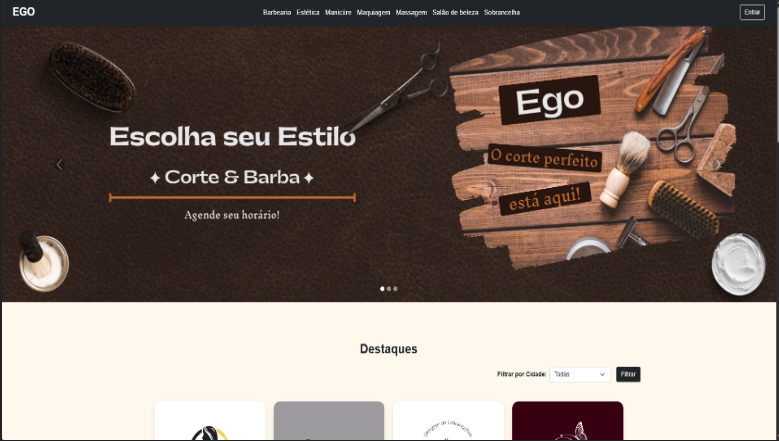 EGO
Barbearia Estética Manicúre Maquiagem Massagem Salão de beleza Sobrancelha
Entrar
Escolha seu Estilo
Corte & Barba
Agende seu horário!
Ego
O corte perfeito
está aqui!
Destaques
Filtrar por Cidade: Todas Filtrar